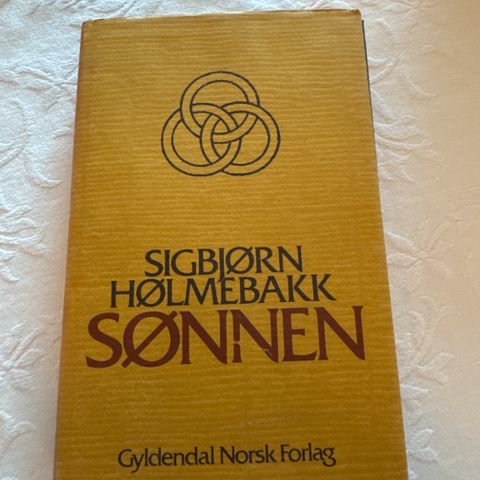 SIGBJØRN
HØLMEBAKK
SØNNEN
Gyldendal Norsk Forlag